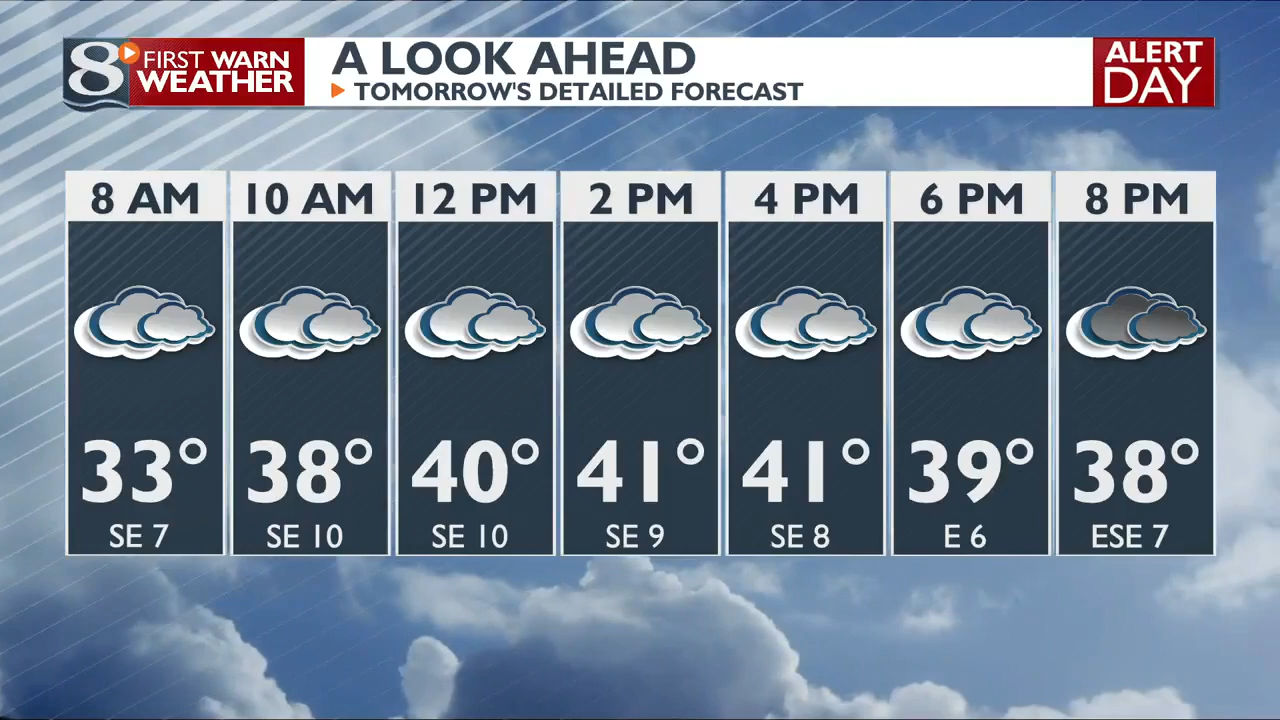 8 FIRST WARN
WEATHER
A LOOK AHEAD
TOMORROW'S DETAILED FORECAST
ALERT
DAY
8 AM 10 AM 12 PM 2 PM 4 PM 6 PM 8 PM
33° 38° 40° 41° 41° 39° 38°
SE 7 SE 10 SE 10 SE 9 SE 8 E 6 ESE 7